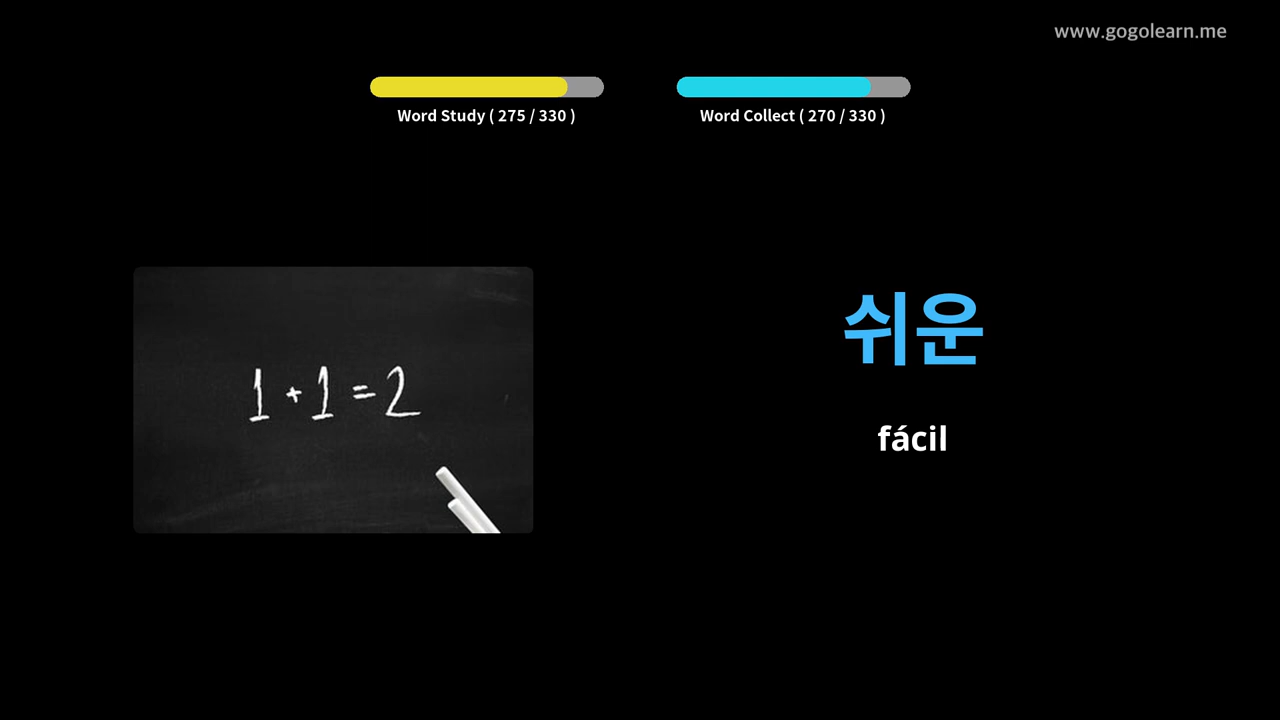 www.gogolearn.me
Word Study ( 275 / 330 )
Word Collect ( 270 / 330 )
1 + 1 = 2
쉬운
fácil